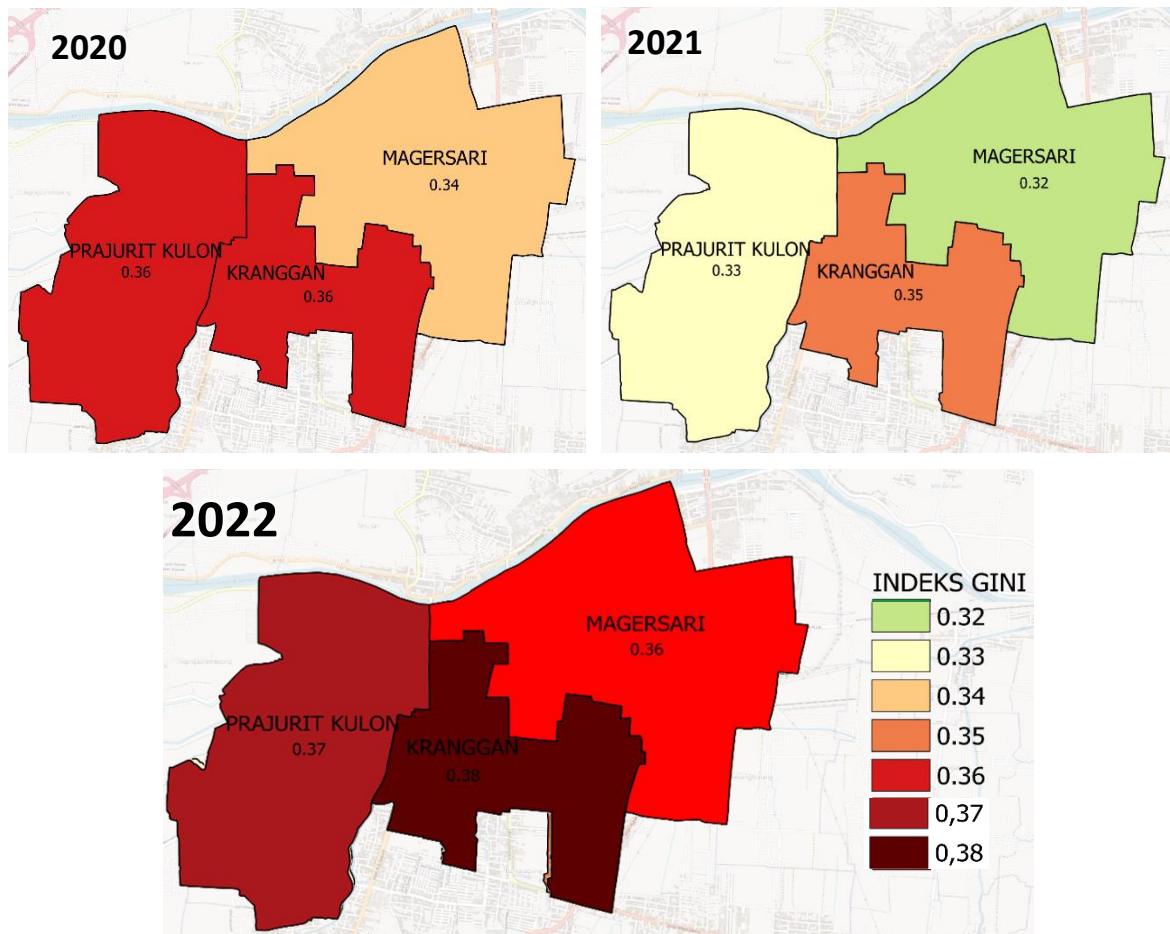 2020
MAGERSARI
0.34
PRAJURIT KULON
0.36
KRANGGAN
0.36
2021
MAGERSARI
0.32
PRAJURIT KULON
0.33
KRANGGAN
0.35
2022
MAGERSARI
0.36
PRAJURIT KULON
0.37
KRANGGAN
0.38
INDEKS GINI
0.32
0.33
0.34
0.35
0.36
0,37
0,38